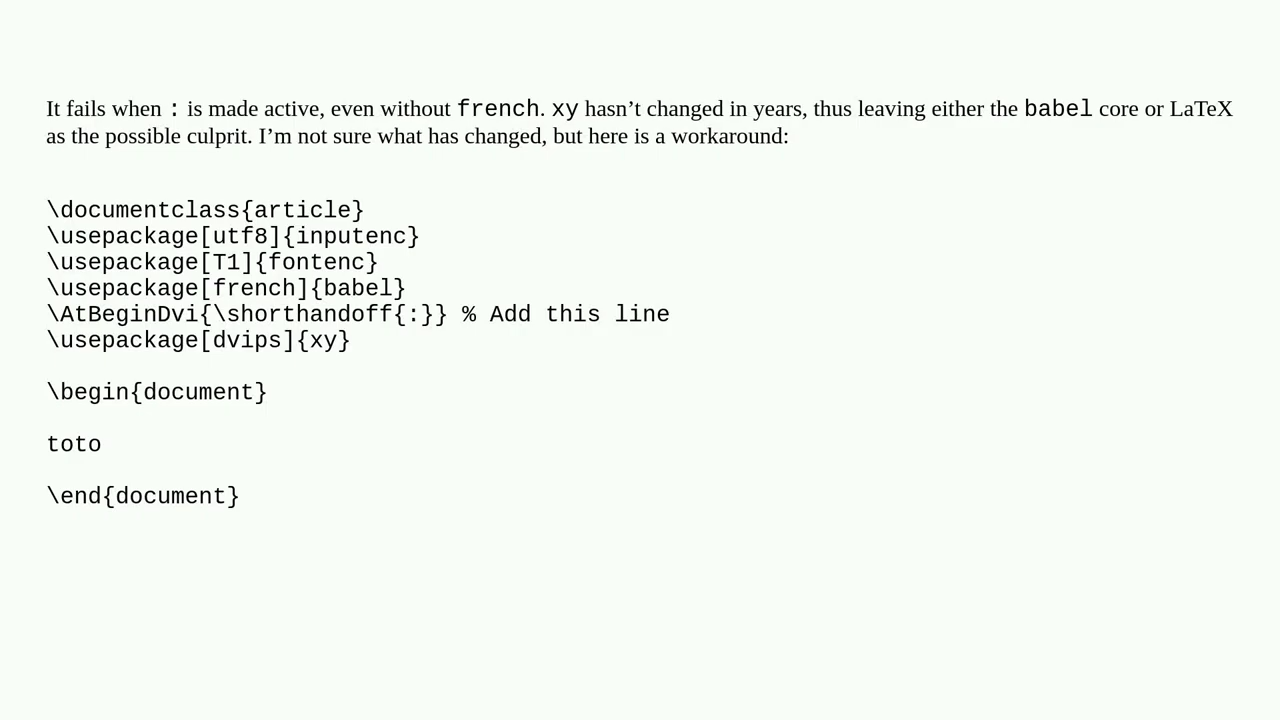 It fails when : is made active, even without french. xy hasn’t changed in years, thus leaving either the babel core or LaTeX
as the possible culprit. I’m not sure what has changed, but here is a workaround:
\documentclass{article}
\usepackage[utf8]{inputenc}
\usepackage[T1]{fontenc}
\usepackage[french]{babel}
\AtBeginDvi{\shorthandoff{:}} % Add this line
\usepackage[dvips]{xy}
\begin{document}
toto
\end{document}